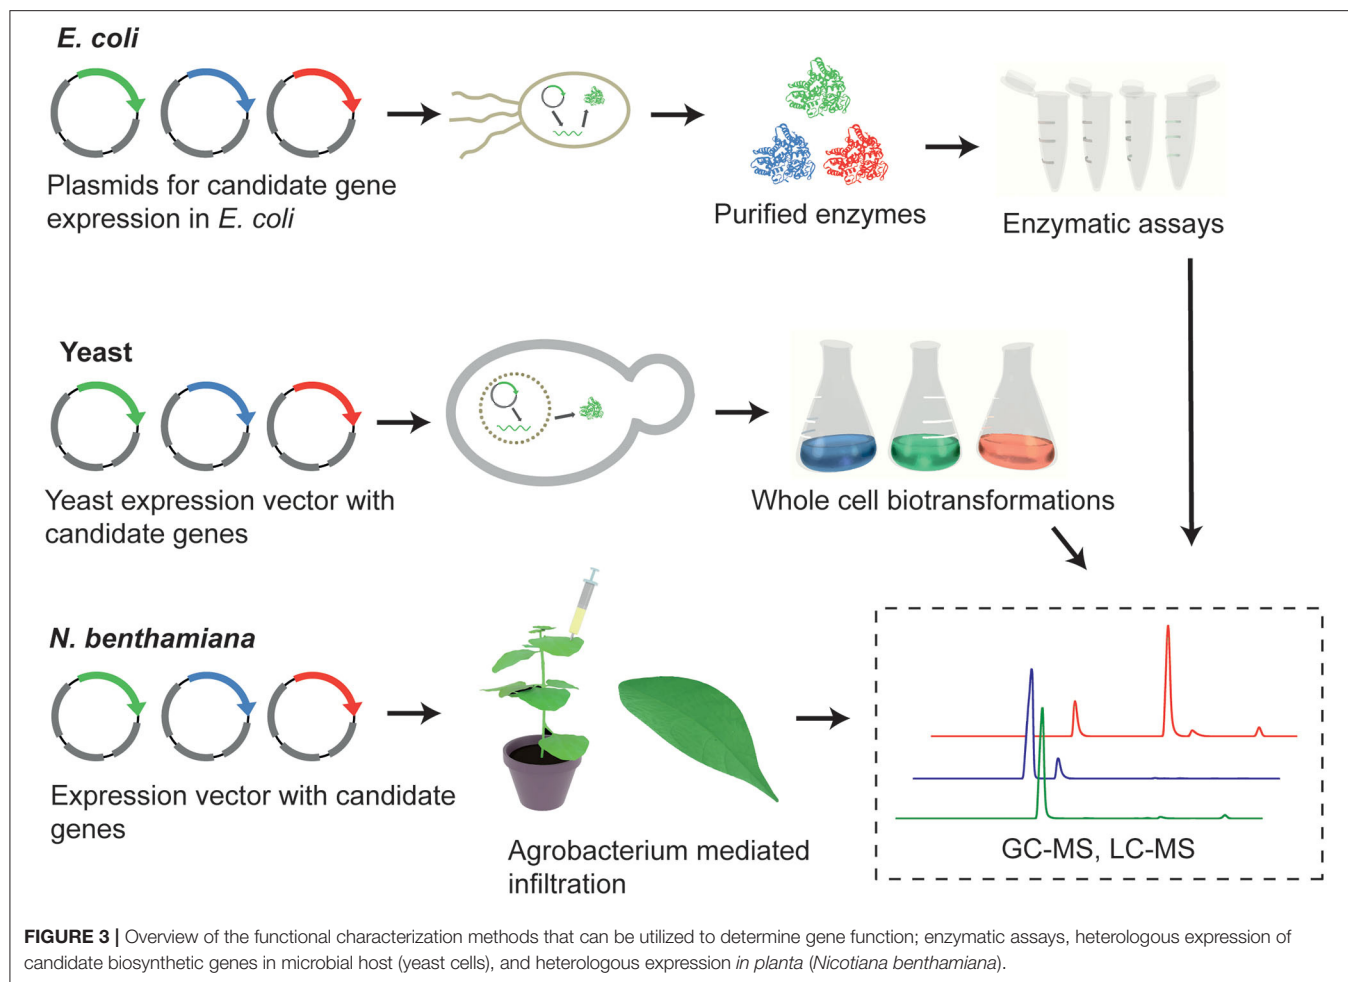 E. coli
Plasmids for candidate gene
expression in E. coli
Purified enzymes
Enzymatic assays
Yeast
Yeast expression vector with
candidate genes
Whole cell biotransformations
N. benthamiana
Expression vector with candidate
genes
Agrobacterium mediated
infiltration
GC-MS, LC-MS
FIGURE 3 | Overview of the functional characterization methods that can be utilized to determine gene function; enzymatic assays, heterologous expression of
candidate biosynthetic genes in microbial host (yeast cells), and heterologous expression in planta (Nicotiana benthamiana).